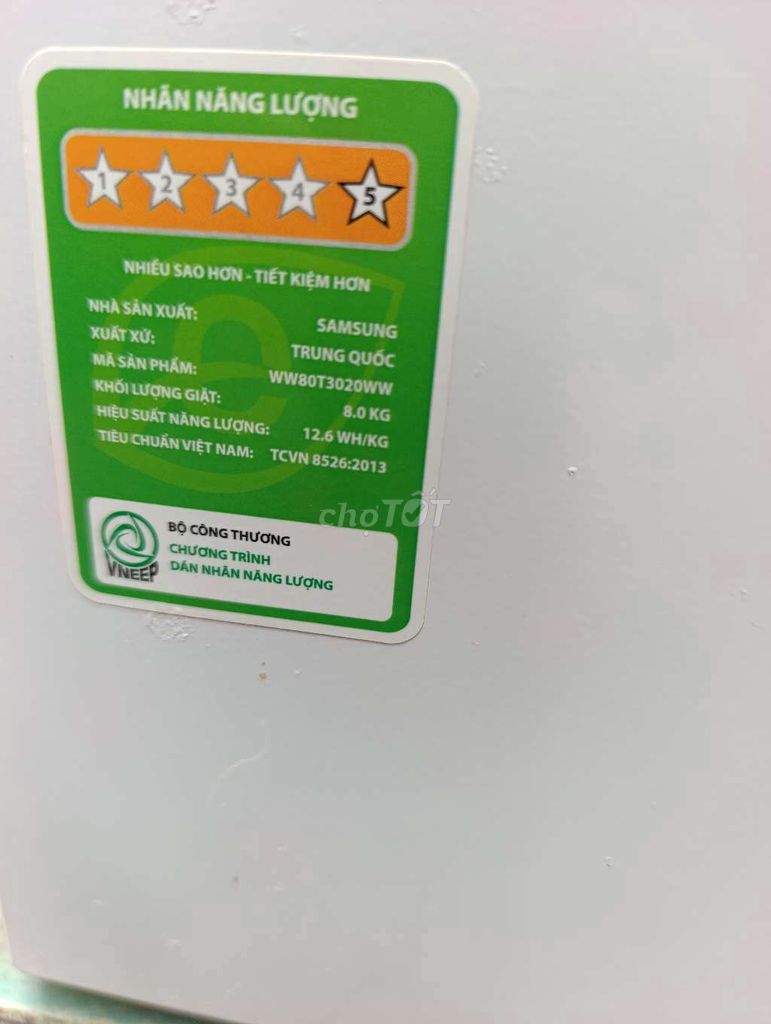 NHÃN NĂNG LƯỢNG
1 2 3 4 5
NHIỀU SAO HƠN - TIẾT KIỆM HƠN
NHÀ SẢN XUẤT: SAMSUNG
XUẤT XỨ: TRUNG QUỐC
MÃ SẢN PHẨM: WW80T3020WW
KHỐI LƯỢNG GIẶT: 8.0 KG
HIỆU SUẤT NĂNG LƯỢNG: 12.6 WH/KG
TIÊU CHUẨN VIỆT NAM: TCVN 8526:2013
chợTỐT
BỘ CÔNG THƯƠNG
CHƯƠNG TRÌNH
DÁN NHÃN NĂNG LƯỢNG
VNEEP